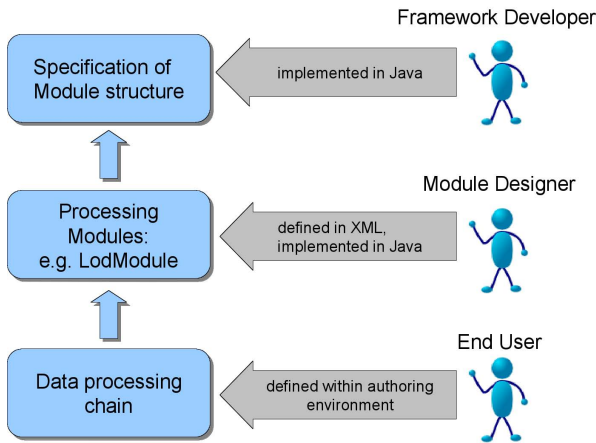 Framework Developer
Specification of
Module structure
implemented in Java
Module Designer
Processing
Modules:
e.g. LodModule
defined in XML,
implemented in Java
End User
Data processing
chain
defined within authoring
environment